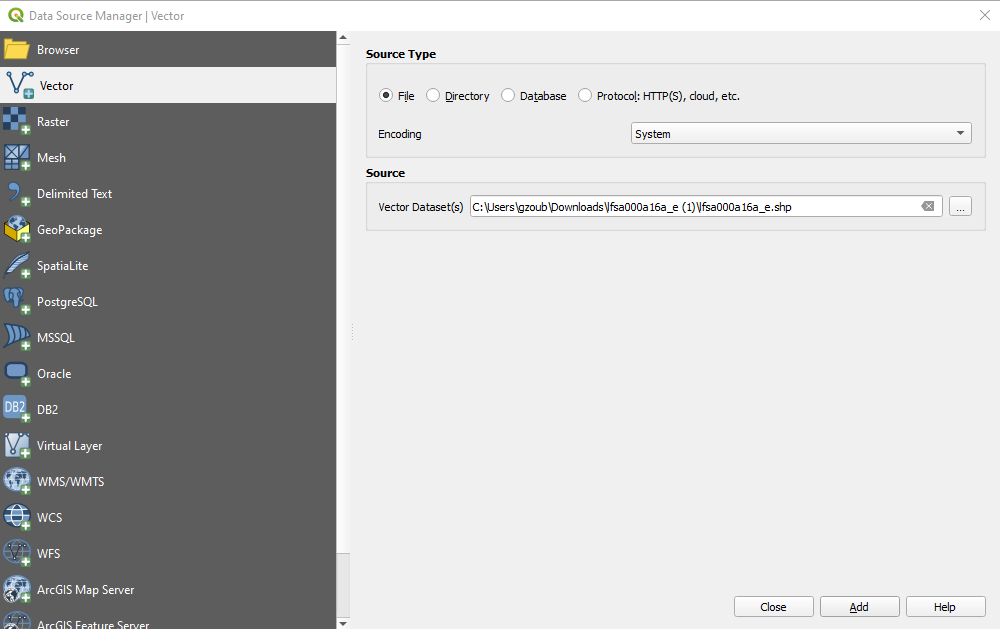 Data Source Manager | Vector
Browser
Vector
Raster
Mesh
Delimited Text
GeoPackage
SpatiaLite
PostgreSQL
MSSQL
Oracle
DB2
DB2
Virtual Layer
WMS/WMTS
WCS
WFS
ArcGIS Map Server
ArcGIS Feature Server
Source Type
File Directory Database Protocol: HTTP(S), cloud, etc.
Encoding System
Source
Vector Dataset(s) C:\Users\gzoub\Downloads\lfsa000a16a_e (1)\lfsa000a16a_e.shp ...
Close Add Help